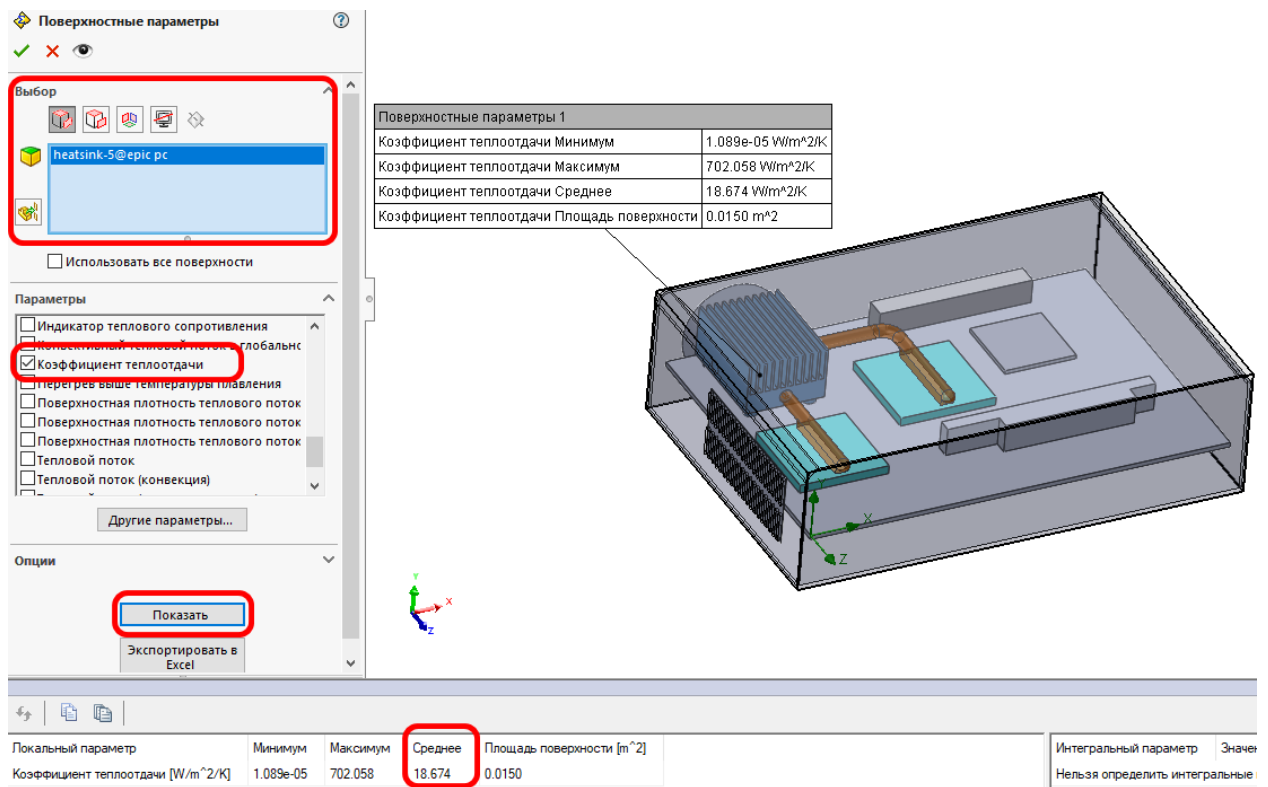 Поверхностные параметры
Выбор
heatsink-5@epic pc
Использовать все поверхности
Параметры
Индикатор теплового сопротивления
Конвективный тепловой поток в глобальнс
Коэффициент теплоотдачи
Перегрев выше температуры плавления
Поверхностная плотность теплового поток
Поверхностная плотность теплового поток
Поверхностная плотность теплового поток
Тепловой поток
Тепловой поток (конвекция)
Другие параметры...
Опции
Показать
Экспортировать в
Excel
Поверхностные параметры 1
Коэффициент теплоотдачи Минимум 1.089e-05 W/m^2/K
Коэффициент теплоотдачи Максимум 702.058 W/m^2/K
Коэффициент теплоотдачи Среднее 18.674 W/m^2/K
Коэффициент теплоотдачи Площадь поверхности 0.0150 m^2
X
Z
Y
X
Z
Локальный параметр Минимум Максимум Среднее Площадь поверхности [m^2]
Коэффициент теплоотдачи [W/m^2/K] 1.089e-05 702.058 18.674 0.0150
Интегральный параметр Значен
Нельзя определить интегральные